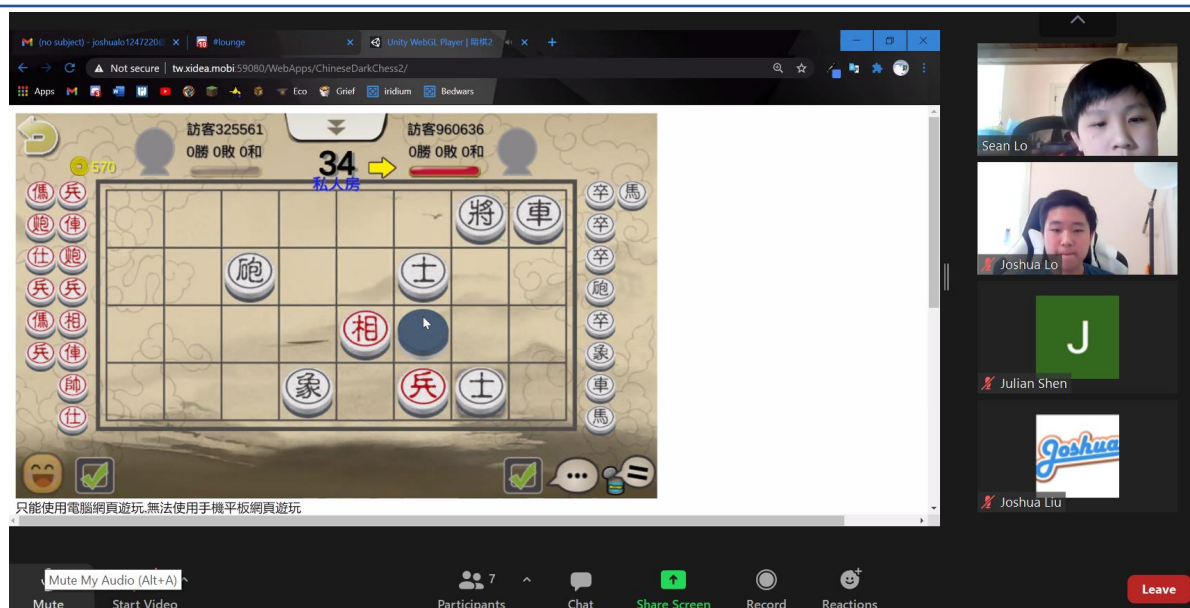 (no subject) - joshualo1247220@
#lounge
Unity WebGL Player | 暗棋2
Not secure | tw.xidea.mobi:59080/WebApps/ChineseDarkChess2/
Apps
Eco
Grief
iridium
Bedwars
訪客325561
0勝 0敗 0和
訪客960636
0勝 0敗 0和
570
34
私人房
傌 兵
炮 俥
仕 炮
兵 兵
傌 相
兵 俥
帥
仕
將 車
砲 士
相
象 兵 士
卒 馬
卒
卒
砲
卒
象
車
馬
只能使用電腦網頁遊玩,無法使用手機平板網頁遊玩
Sean Lo
Joshua Lo
J
Julian Shen
Joshua
Joshua Liu
Mute My Audio (Alt+A)
Mute
Start Video
7
Participants
Chat
Share Screen
Record
Reactions
Leave